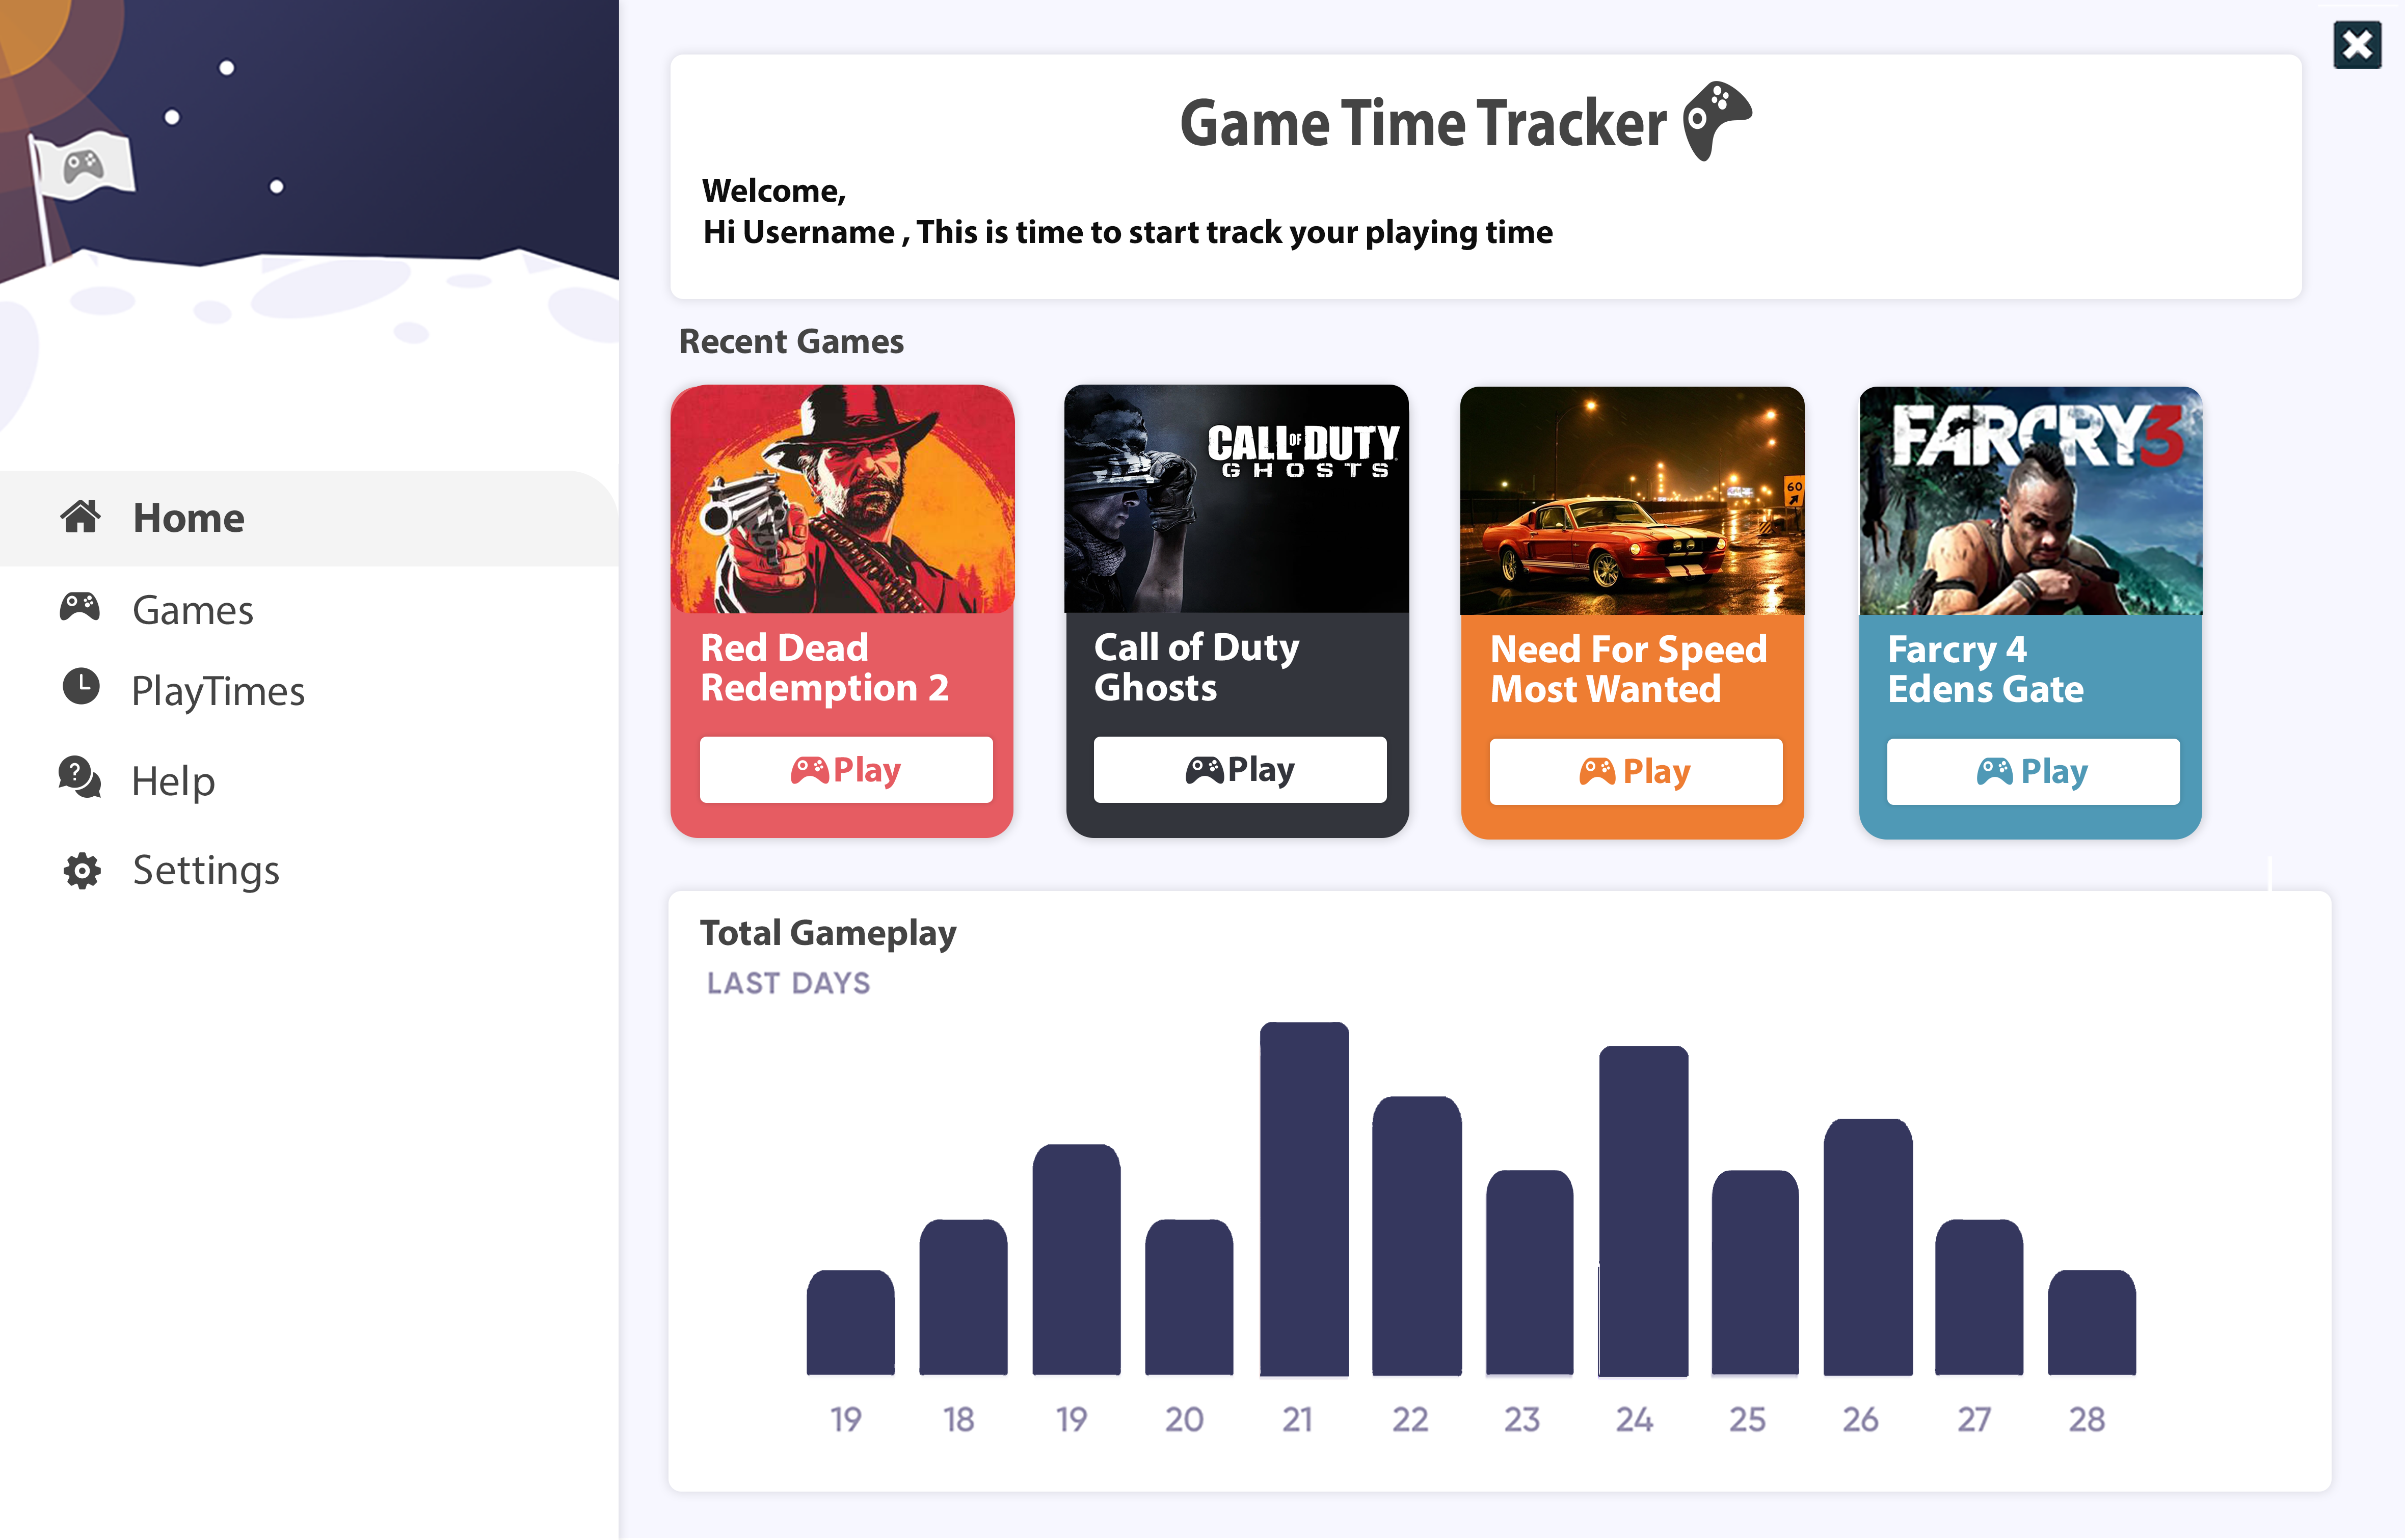 Game Time Tracker
Welcome,
Hi Username , This is time to start track your playing time
Home
Games
PlayTimes
Help
Settings
Recent Games
CALL OF DUTY
GHOSTS
60
FARCRY3
Red Dead
Redemption 2
Play
Call of Duty
Ghosts
Play
Need For Speed
Most Wanted
Play
Farcry 4
Edens Gate
Play
Total Gameplay
LAST DAYS
19 18 19 20 21 22 23 24 25 26 27 28